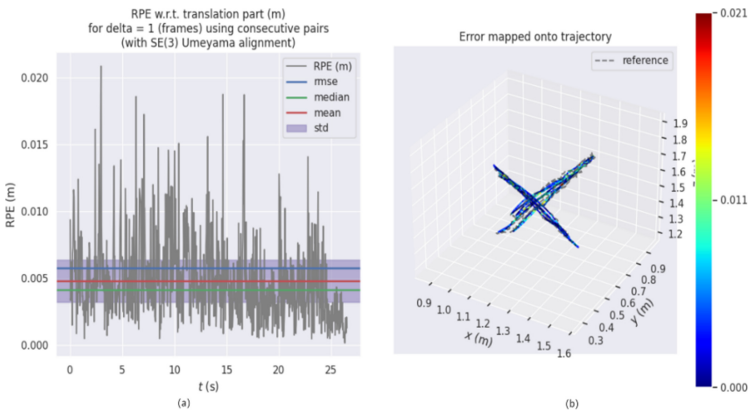 RPE w.r.t. translation part (m)
for delta = 1 (frames) using consecutive pairs
(with SE(3) Umeyama alignment)
RPE (m)
rmse
median
mean
std
0.020
0.015
0.010
0.005
0.000
RPE (m)
0 5 10 15 20 25
t (s)
(a)
Error mapped onto trajectory
reference
1.9
1.8
1.7
1.6
1.5
1.4
1.3
1.2
0.9
0.8
0.7
0.6
0.5
0.4
0.3
y (m)
0.9 1.0 1.1 1.2 1.3 1.4 1.5 1.6
x (m)
(b)
0.021
0.011
0.000